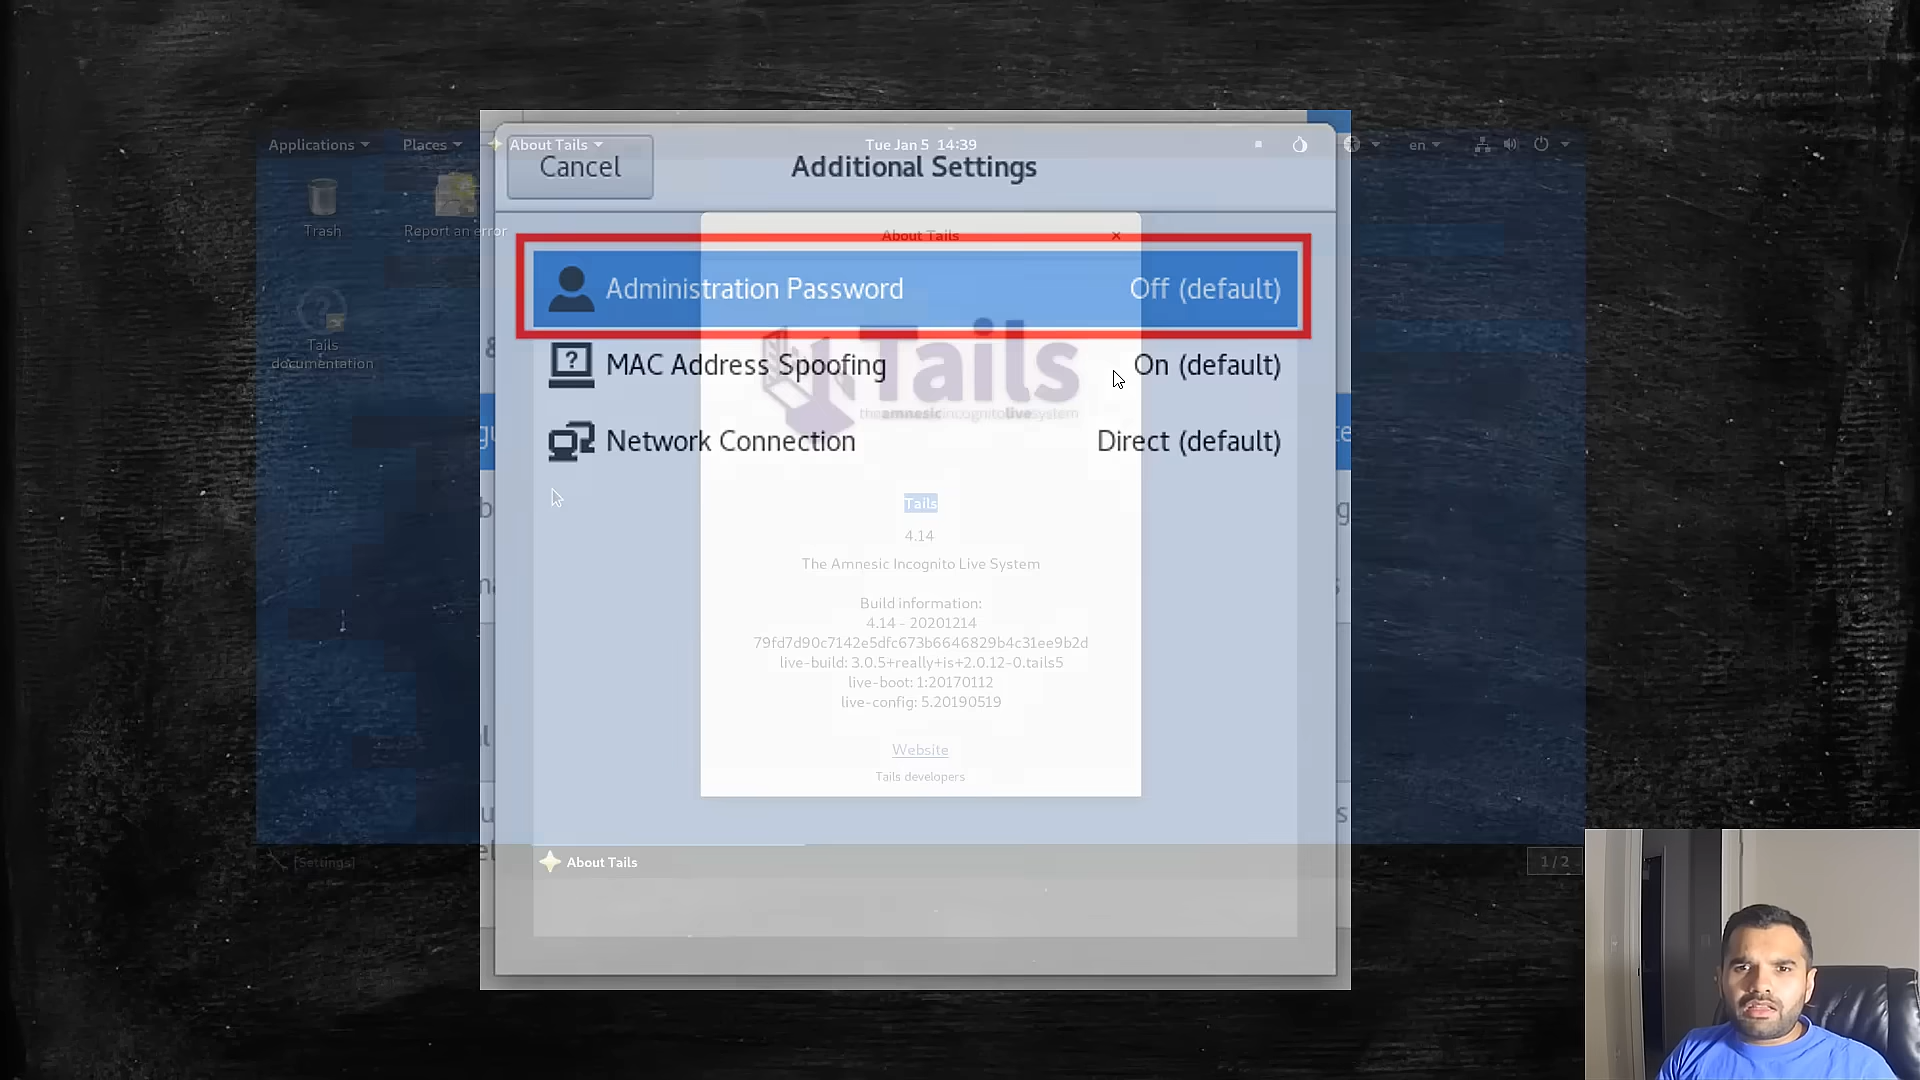 Applications
Places
About Tails
Tue Jan 5 14:39
en
Cancel
Additional Settings
Trash
Report an error
About Tails
Administration Password
Off (default)
Tails
documentation
MAC Address Spoofing
On (default)
Tails
theamnesicincognitolivesystem
Network Connection
Direct (default)
Tails
4.14
The Amnesic Incognito Live System
Build information:
4.14 - 20201214
79fd7d90c7142e5dfc673b6646829b4c31ee9b2d
live-build: 3.0.5+really+is+2.0.12-0.tails5
live-boot: 1:20170112
live-config: 5.20190519
Website
Tails developers
[Settings]
About Tails
1 / 2